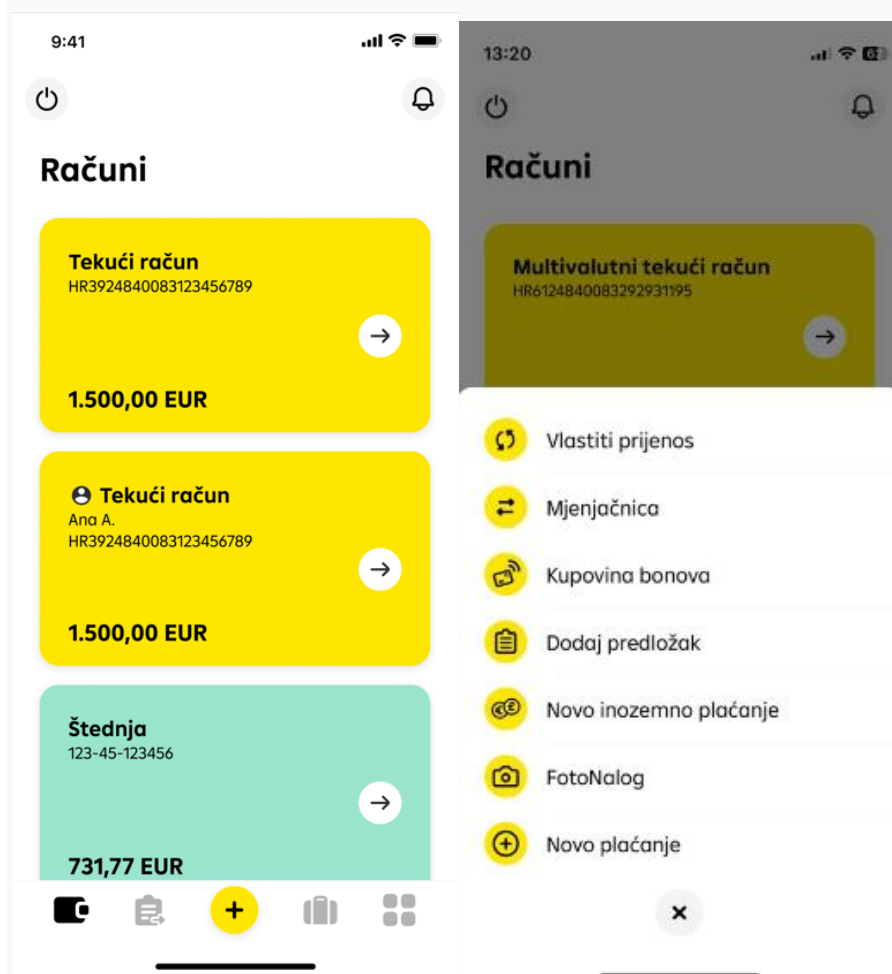 9:41
Računi
Tekući račun
HR3924840083123456789
1.500,00 EUR
Tekući račun
Ana A.
HR3924840083123456789
1.500,00 EUR
Štednja
123-45-123456
731,77 EUR
13:20
Računi
Multivalutni tekući račun
HR6124840083292931195
Vlastiti prijenos
Mjenjačnica
Kupovina bonova
Dodaj predložak
Novo inozemno plaćanje
FotoNalog
Novo plaćanje